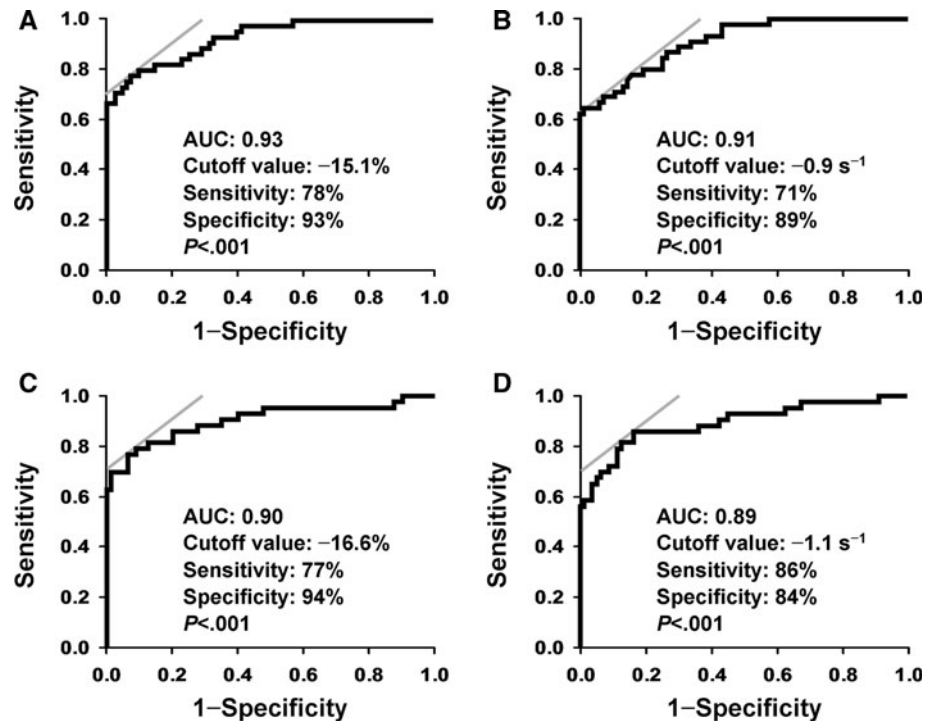 A
1.0
0.8
0.6
0.4
0.2
0.0
Sensitivity
AUC: 0.93
Cutoff value: −15.1%
Sensitivity: 78%
Specificity: 93%
P<.001
0.0 0.2 0.4 0.6 0.8 1.0
1−Specificity
B
1.0
0.8
0.6
0.4
0.2
0.0
Sensitivity
AUC: 0.91
Cutoff value: −0.9 s⁻¹
Sensitivity: 71%
Specificity: 89%
P<.001
0.0 0.2 0.4 0.6 0.8 1.0
1−Specificity
C
1.0
0.8
0.6
0.4
0.2
0.0
Sensitivity
AUC: 0.90
Cutoff value: −16.6%
Sensitivity: 77%
Specificity: 94%
P<.001
0.0 0.2 0.4 0.6 0.8 1.0
1−Specificity
D
1.0
0.8
0.6
0.4
0.2
0.0
Sensitivity
AUC: 0.89
Cutoff value: −1.1 s⁻¹
Sensitivity: 86%
Specificity: 84%
P<.001
0.0 0.2 0.4 0.6 0.8 1.0
1−Specificity